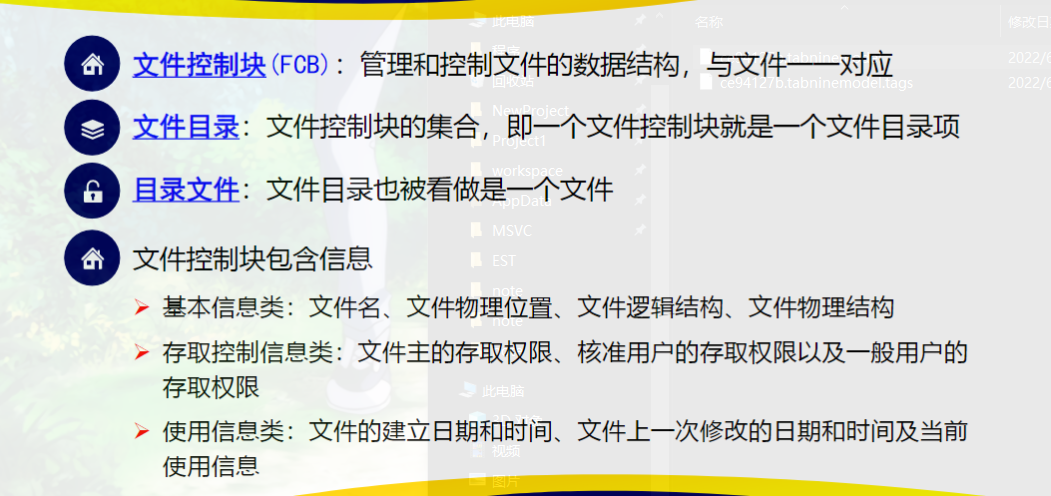 此电脑
名称
修改日
文件控制块(FCB)：管理和控制文件的数据结构，与文件一一对应
.tabnine
2022/6
回收站
ce94127b.tabninemodel.tags
2022/6
NewProject
文件目录：文件控制块的集合，即一个文件控制块就是一个文件目录项
Project1
workspace
目录文件：文件目录也被看做是一个文件
AppData
MSVC
文件控制块包含信息
EST
note
基本信息类：文件名、文件物理位置、文件逻辑结构、文件物理结构
note
存取控制信息类：文件主的存取权限、核准用户的存取权限以及一般用户的
存取权限
此电脑
使用信息类：文件的建立日期和时间、文件上一次修改的日期和时间及当前
视频
使用信息
图片